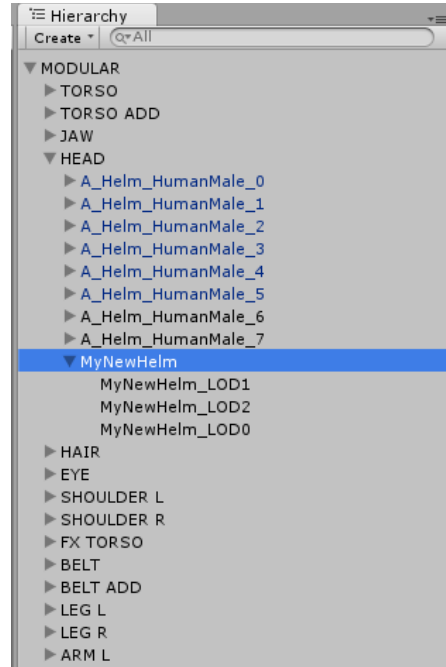 Hierarchy
Create All
MODULAR
TORSO
TORSO ADD
JAW
HEAD
A_Helm_HumanMale_0
A_Helm_HumanMale_1
A_Helm_HumanMale_2
A_Helm_HumanMale_3
A_Helm_HumanMale_4
A_Helm_HumanMale_5
A_Helm_HumanMale_6
A_Helm_HumanMale_7
MyNewHelm
MyNewHelm_LOD1
MyNewHelm_LOD2
MyNewHelm_LOD0
HAIR
EYE
SHOULDER L
SHOULDER R
FX TORSO
BELT
BELT ADD
LEG L
LEG R
ARM L